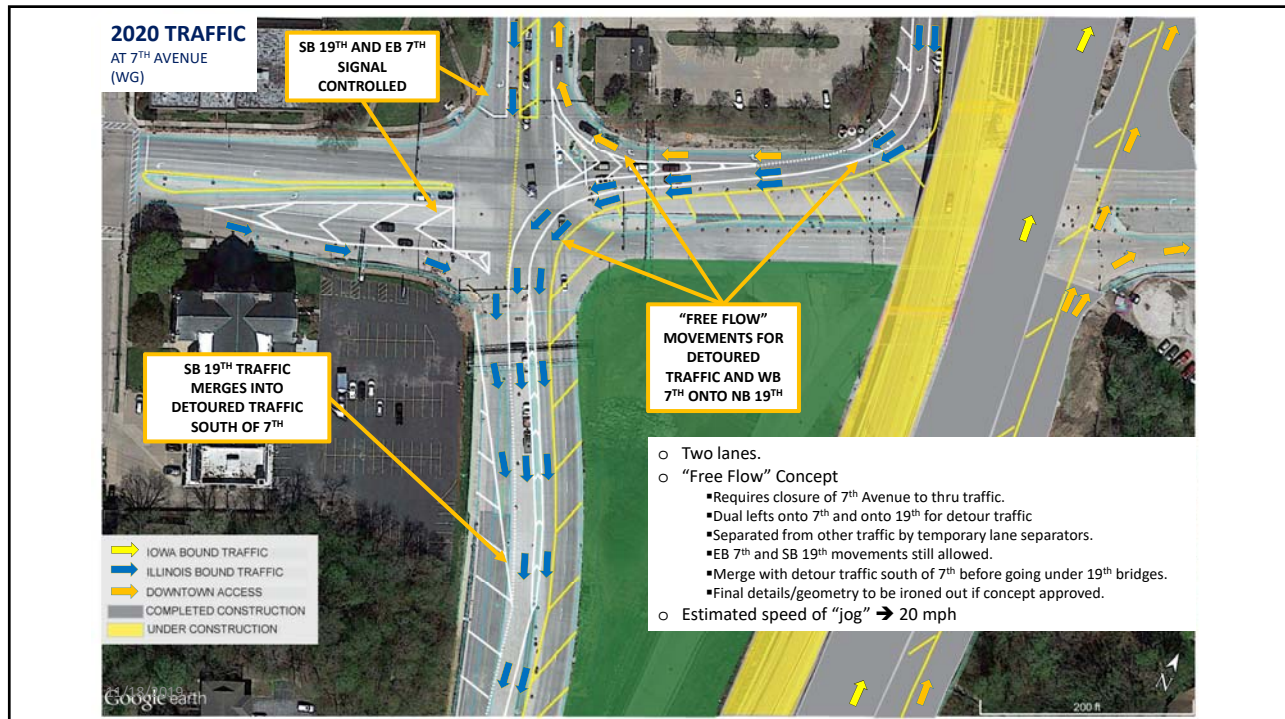 2020 TRAFFIC
AT 7TH AVENUE
(WG)
SB 19TH AND EB 7TH
SIGNAL
CONTROLLED
"FREE FLOW"
MOVEMENTS FOR
DETOURED
TRAFFIC AND WB
7TH ONTO NB 19TH
SB 19TH TRAFFIC
MERGES INTO
DETOURED TRAFFIC
SOUTH OF 7TH
o Two lanes.
o "Free Flow" Concept
▪Requires closure of 7th Avenue to thru traffic.
▪Dual lefts onto 7th and onto 19th for detour traffic
▪Separated from other traffic by temporary lane separators.
▪EB 7th and SB 19th movements still allowed.
▪Merge with detour traffic south of 7th before going under 19th bridges.
▪Final details/geometry to be ironed out if concept approved.
o Estimated speed of "jog" ➔ 20 mph
IOWA BOUND TRAFFIC
ILLINOIS BOUND TRAFFIC
DOWNTOWN ACCESS
COMPLETED CONSTRUCTION
UNDER CONSTRUCTION
11/18/2019
Google earth
N
200 ft